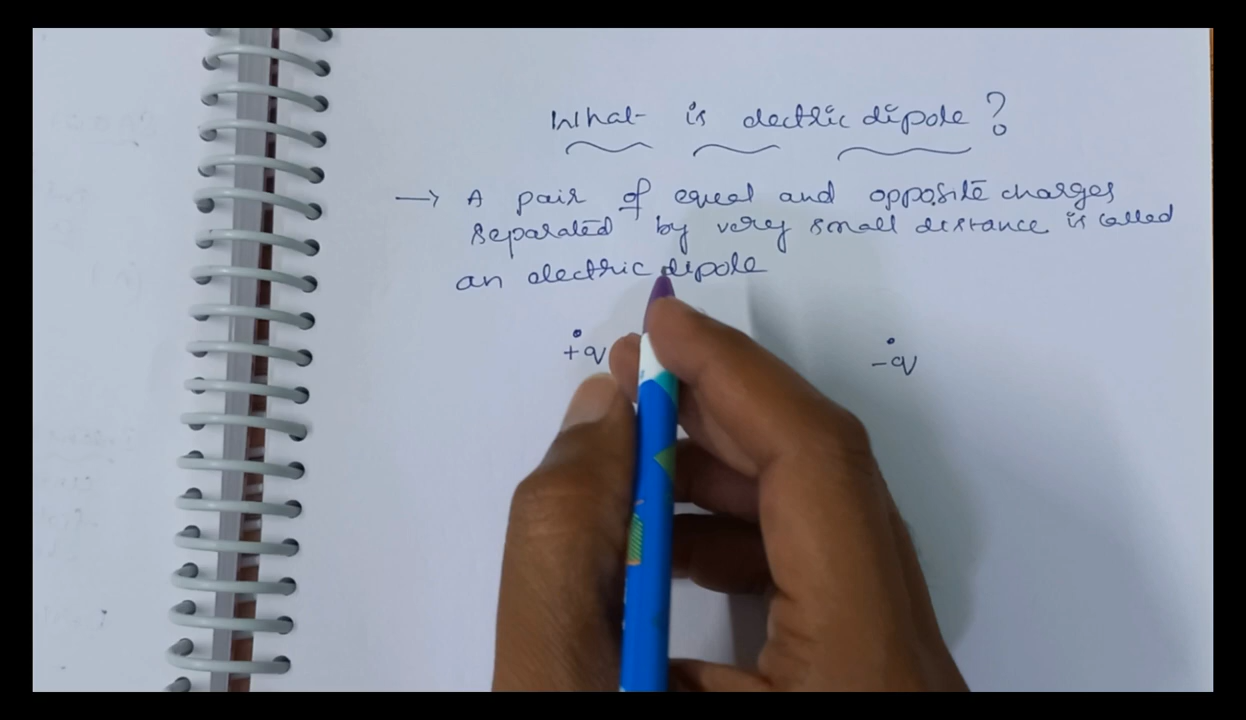 What is electric dipole?
→ A pair of equal and opposite charges
separated by very small distance is called
an electric dipole
+q -q